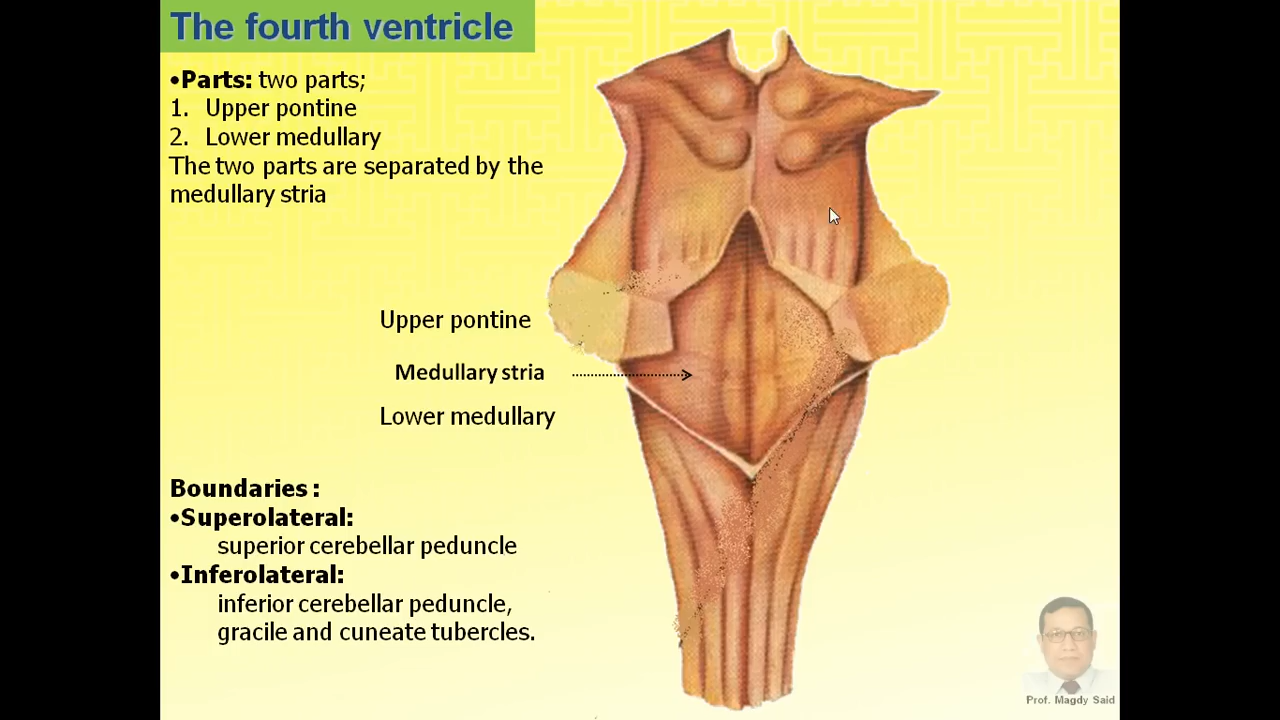 The fourth ventricle
•Parts: two parts;
1. Upper pontine
2. Lower medullary
The two parts are separated by the
medullary stria
Upper pontine
Medullary stria
Lower medullary
Boundaries :
•Superolateral:
superior cerebellar peduncle
•Inferolateral:
inferior cerebellar peduncle,
gracile and cuneate tubercles.
Prof. Magdy Said